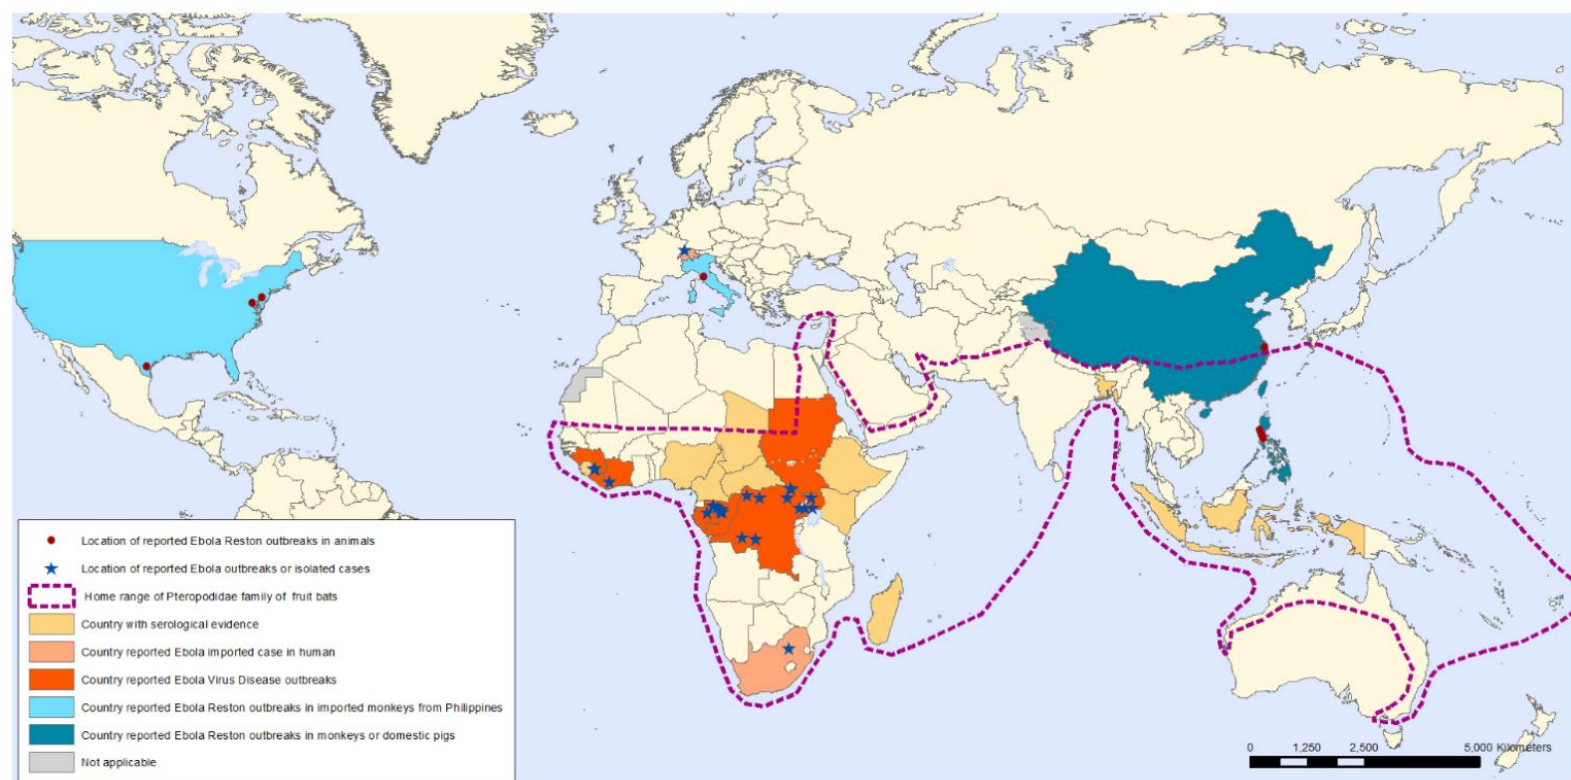 Location of reported Ebola Reston outbreaks in animals
Location of reported Ebola outbreaks or isolated cases
Home range of Pteropodidae family of fruit bats
Country with serological evidence
Country reported Ebola imported case in human
Country reported Ebola Virus Disease outbreaks
Country reported Ebola Reston outbreaks in imported monkeys from Philippines
Country reported Ebola Reston outbreaks in monkeys or domestic pigs
Not applicable
0 1,250 2,500 5,000 Kilometers